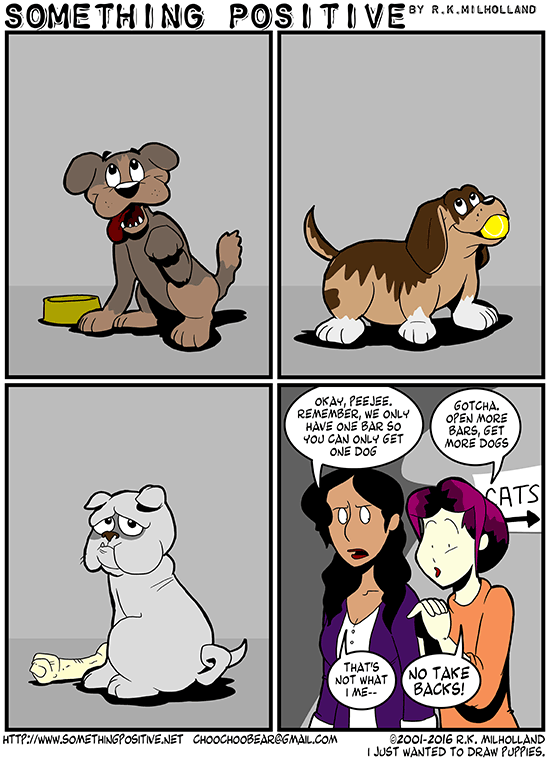 SOMETHING POSITIVE BY R.K.MILHOLLAND
OKAY, PEEJEE.
REMEMBER, WE ONLY
HAVE ONE BAR SO
YOU CAN ONLY GET
ONE DOG
GOTCHA.
OPEN MORE
BARS, GET
MORE DOGS
CATS
THAT'S
NOT WHAT
I ME--
NO TAKE
BACKS!
HTTP://WWW.SOMETHINGPOSITIVE.NET CHOOCHOOBEAR@GMAIL.COM ©2001-2016 R.K. MILHOLLAND
I JUST WANTED TO DRAW PUPPIES.